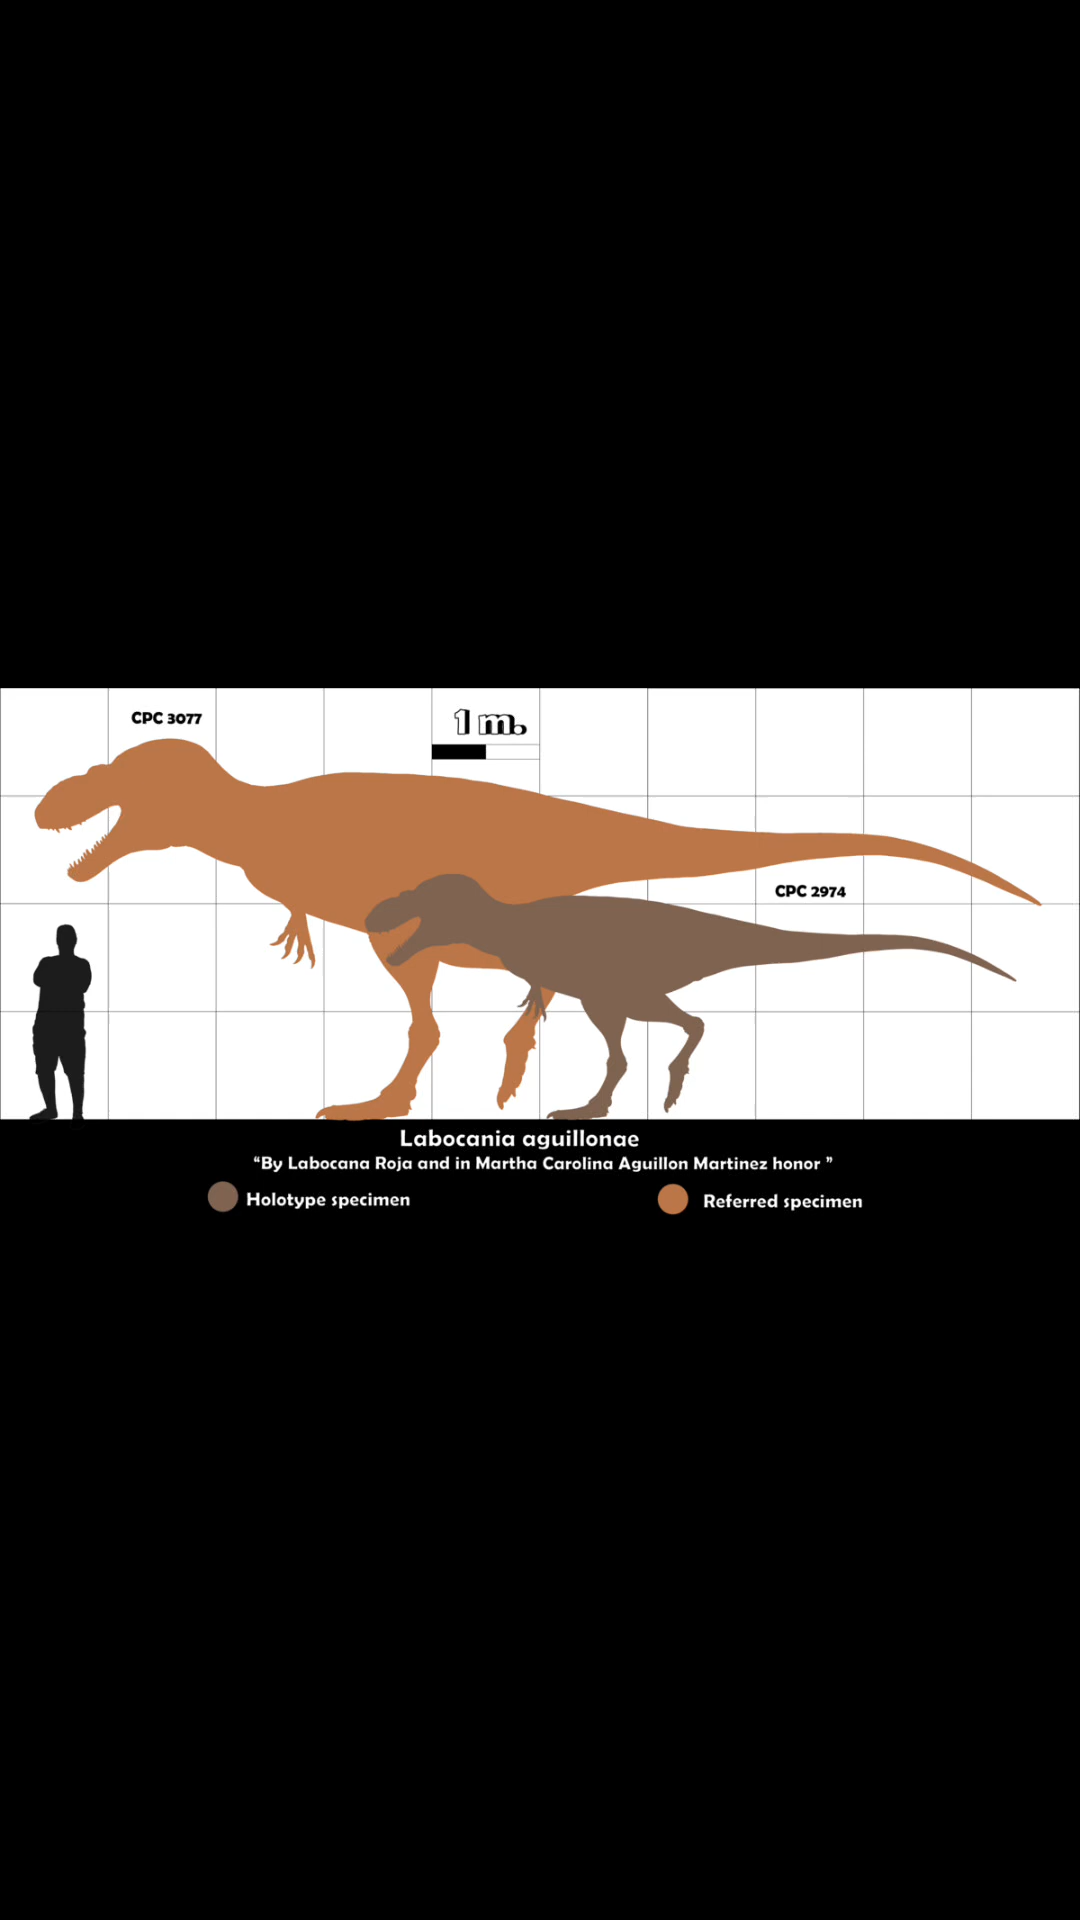 CPC 3077
1 m.
CPC 2974
Labocania aguillonae
“By Labocana Roja and in Martha Carolina Aguillon Martinez honor ”
Holotype specimen
Referred specimen